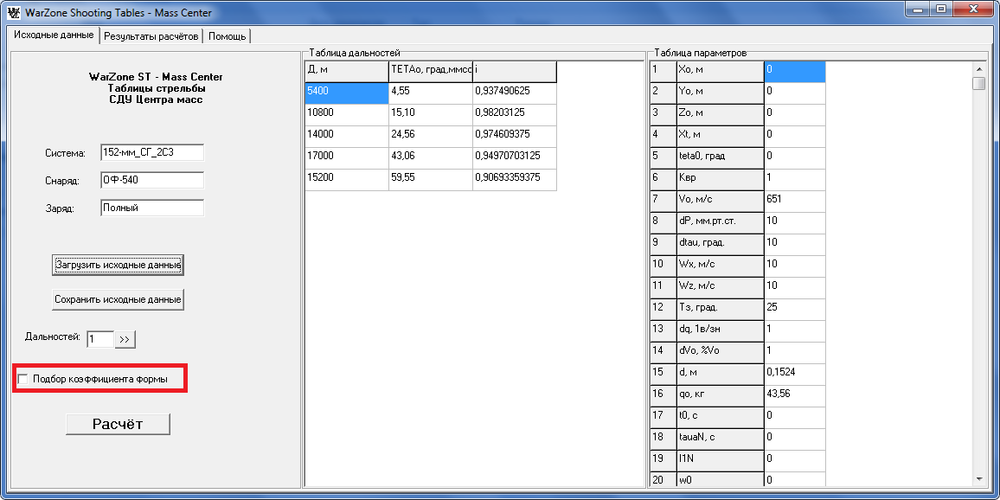 WarZone Shooting Tables - Mass Center
Исходные данные
Результаты расчётов
Помощь
WarZone ST - Mass Center
Таблицы стрельбы
СДУ Центра масс
Система: 152-мм_СГ_2С3
Снаряд: ОФ-540
Заряд: Полный
Загрузить исходные данные
Сохранить исходные данные
Дальностей: 1 >>
Подбор коэффициента формы
Расчёт
Таблица дальностей
Д, м TETAo, град,ммсс i
5400 4,55 0,937490625
10800 15,10 0,98203125
14000 24,56 0,974609375
17000 43,06 0,94970703125
15200 59,55 0,90693359375
Таблица параметров
1 Xo, м 0
2 Yo, м 0
3 Zo, м 0
4 Xt, м 0
5 teta0, град 0
6 Квр 1
7 Vo, м/с 651
8 dP, мм.рт.ст. 10
9 dtau, град. 10
10 Wx, м/с 10
11 Wz, м/с 10
12 Тз, град. 25
13 dq, 1в/зн 1
14 dVo, %Vo 1
15 d, м 0,1524
16 qo, кг 43,56
17 t0, с 0
18 tauaN, с 0
19 l1N 0
20 w0 0